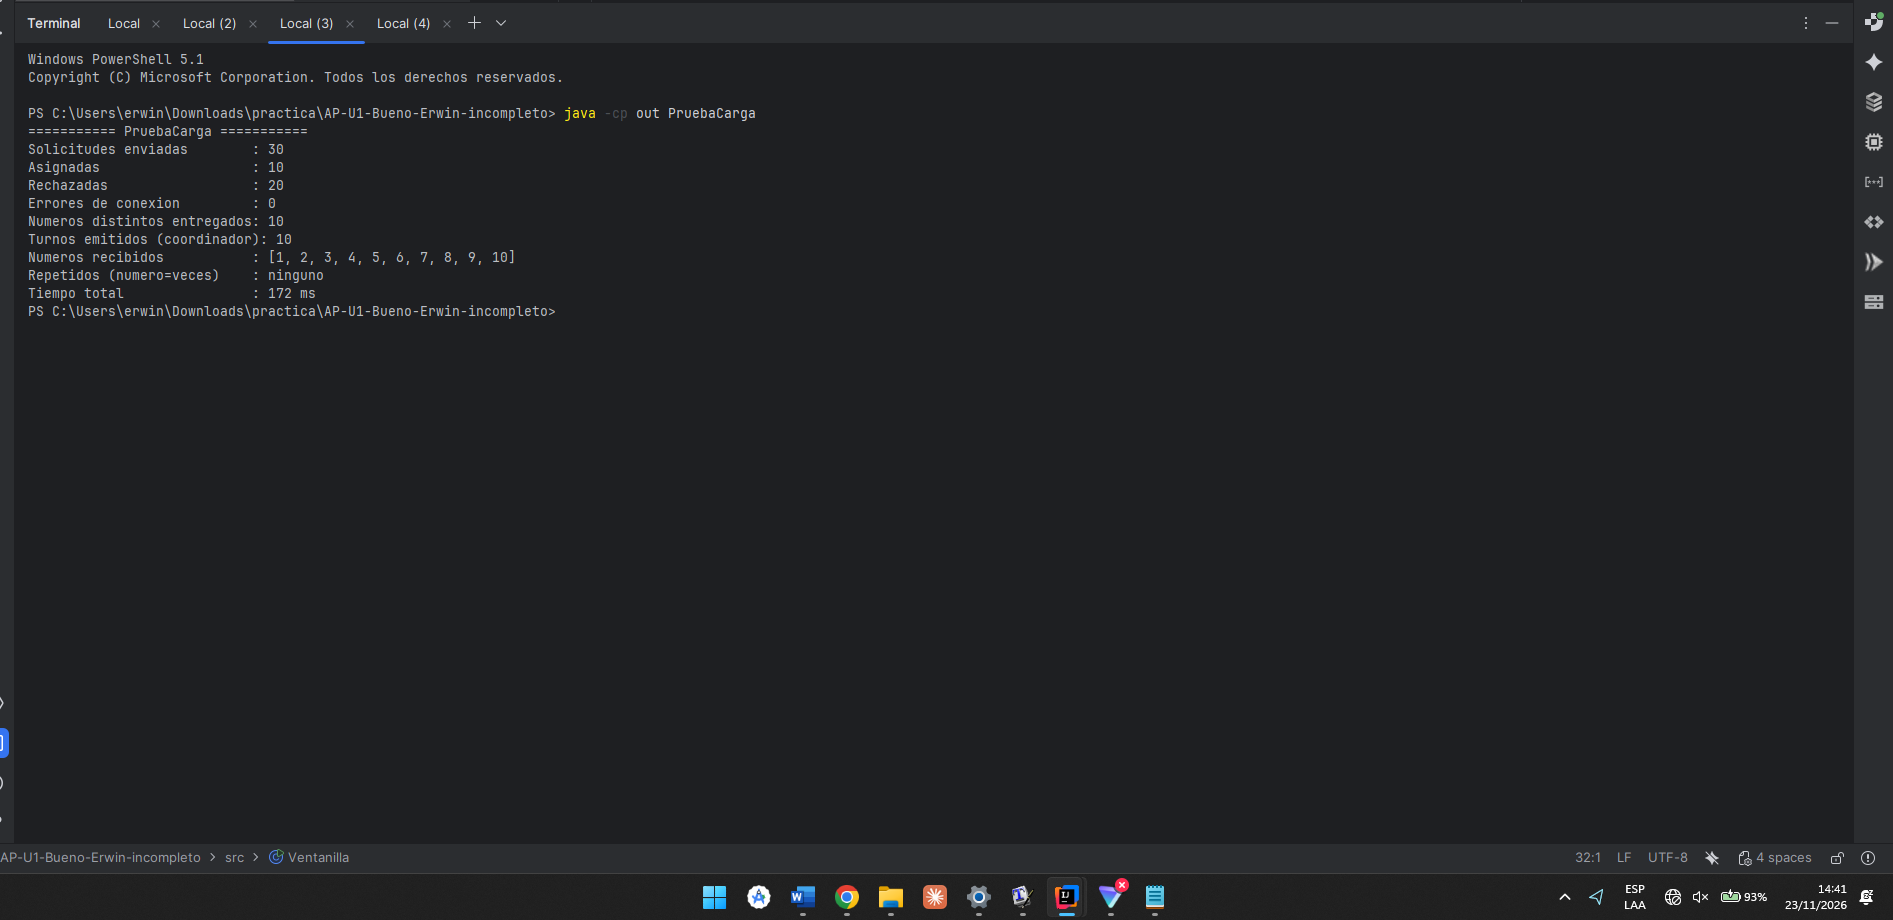 Terminal Local Local (2) Local (3) Local (4)
Windows PowerShell 5.1
Copyright (C) Microsoft Corporation. Todos los derechos reservados.
PS C:\Users\erwin\Downloads\practica\AP-U1-Bueno-Erwin-incompleto> java -cp out PruebaCarga
=========== PruebaCarga ===========
Solicitudes enviadas : 30
Asignadas : 10
Rechazadas : 20
Errores de conexion : 0
Numeros distintos entregados: 10
Turnos emitidos (coordinador): 10
Numeros recibidos : [1, 2, 3, 4, 5, 6, 7, 8, 9, 10]
Repetidos (numero=veces) : ninguno
Tiempo total : 172 ms
PS C:\Users\erwin\Downloads\practica\AP-U1-Bueno-Erwin-incompleto>
AP-U1-Bueno-Erwin-incompleto > src > Ventanilla 32:1 LF UTF-8 4 spaces
ESP
LAA
93%
14:41
23/11/2026